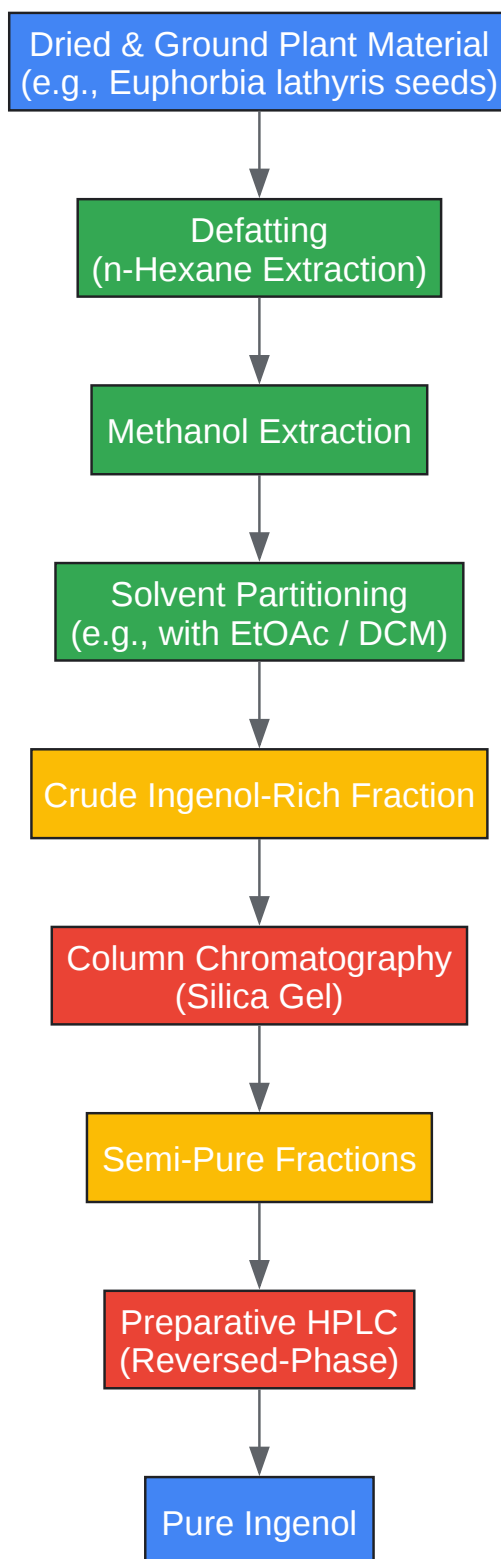 Dried & Ground Plant Material
(e.g., Euphorbia lathyris seeds)
Defatting
(n-Hexane Extraction)
Methanol Extraction
Solvent Partitioning
(e.g., with EtOAc / DCM)
Crude Ingenol-Rich Fraction
Column Chromatography
(Silica Gel)
Semi-Pure Fractions
Preparative HPLC
(Reversed-Phase)
Pure Ingenol